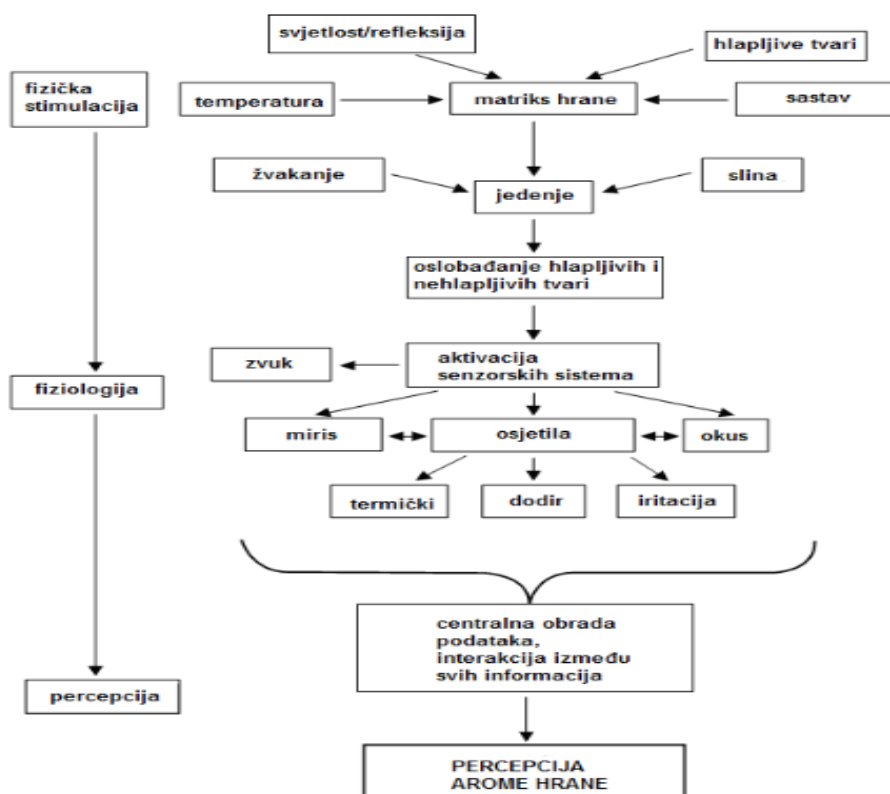 svjetlost/refleksija
hlapljive tvari
fizička
stimulacija
temperatura
matriks hrane
sastav
žvakanje
slina
jedenje
oslobađanje hlapljivih i
nehlapljivih tvari
zvuk
aktivacija
senzorskih sistema
fiziologija
miris
osjetila
okus
termički
dodir
iritacija
centralna obrada
podataka,
interakcija između
svih informacija
percepcija
PERCEPCIJA
AROME HRANE